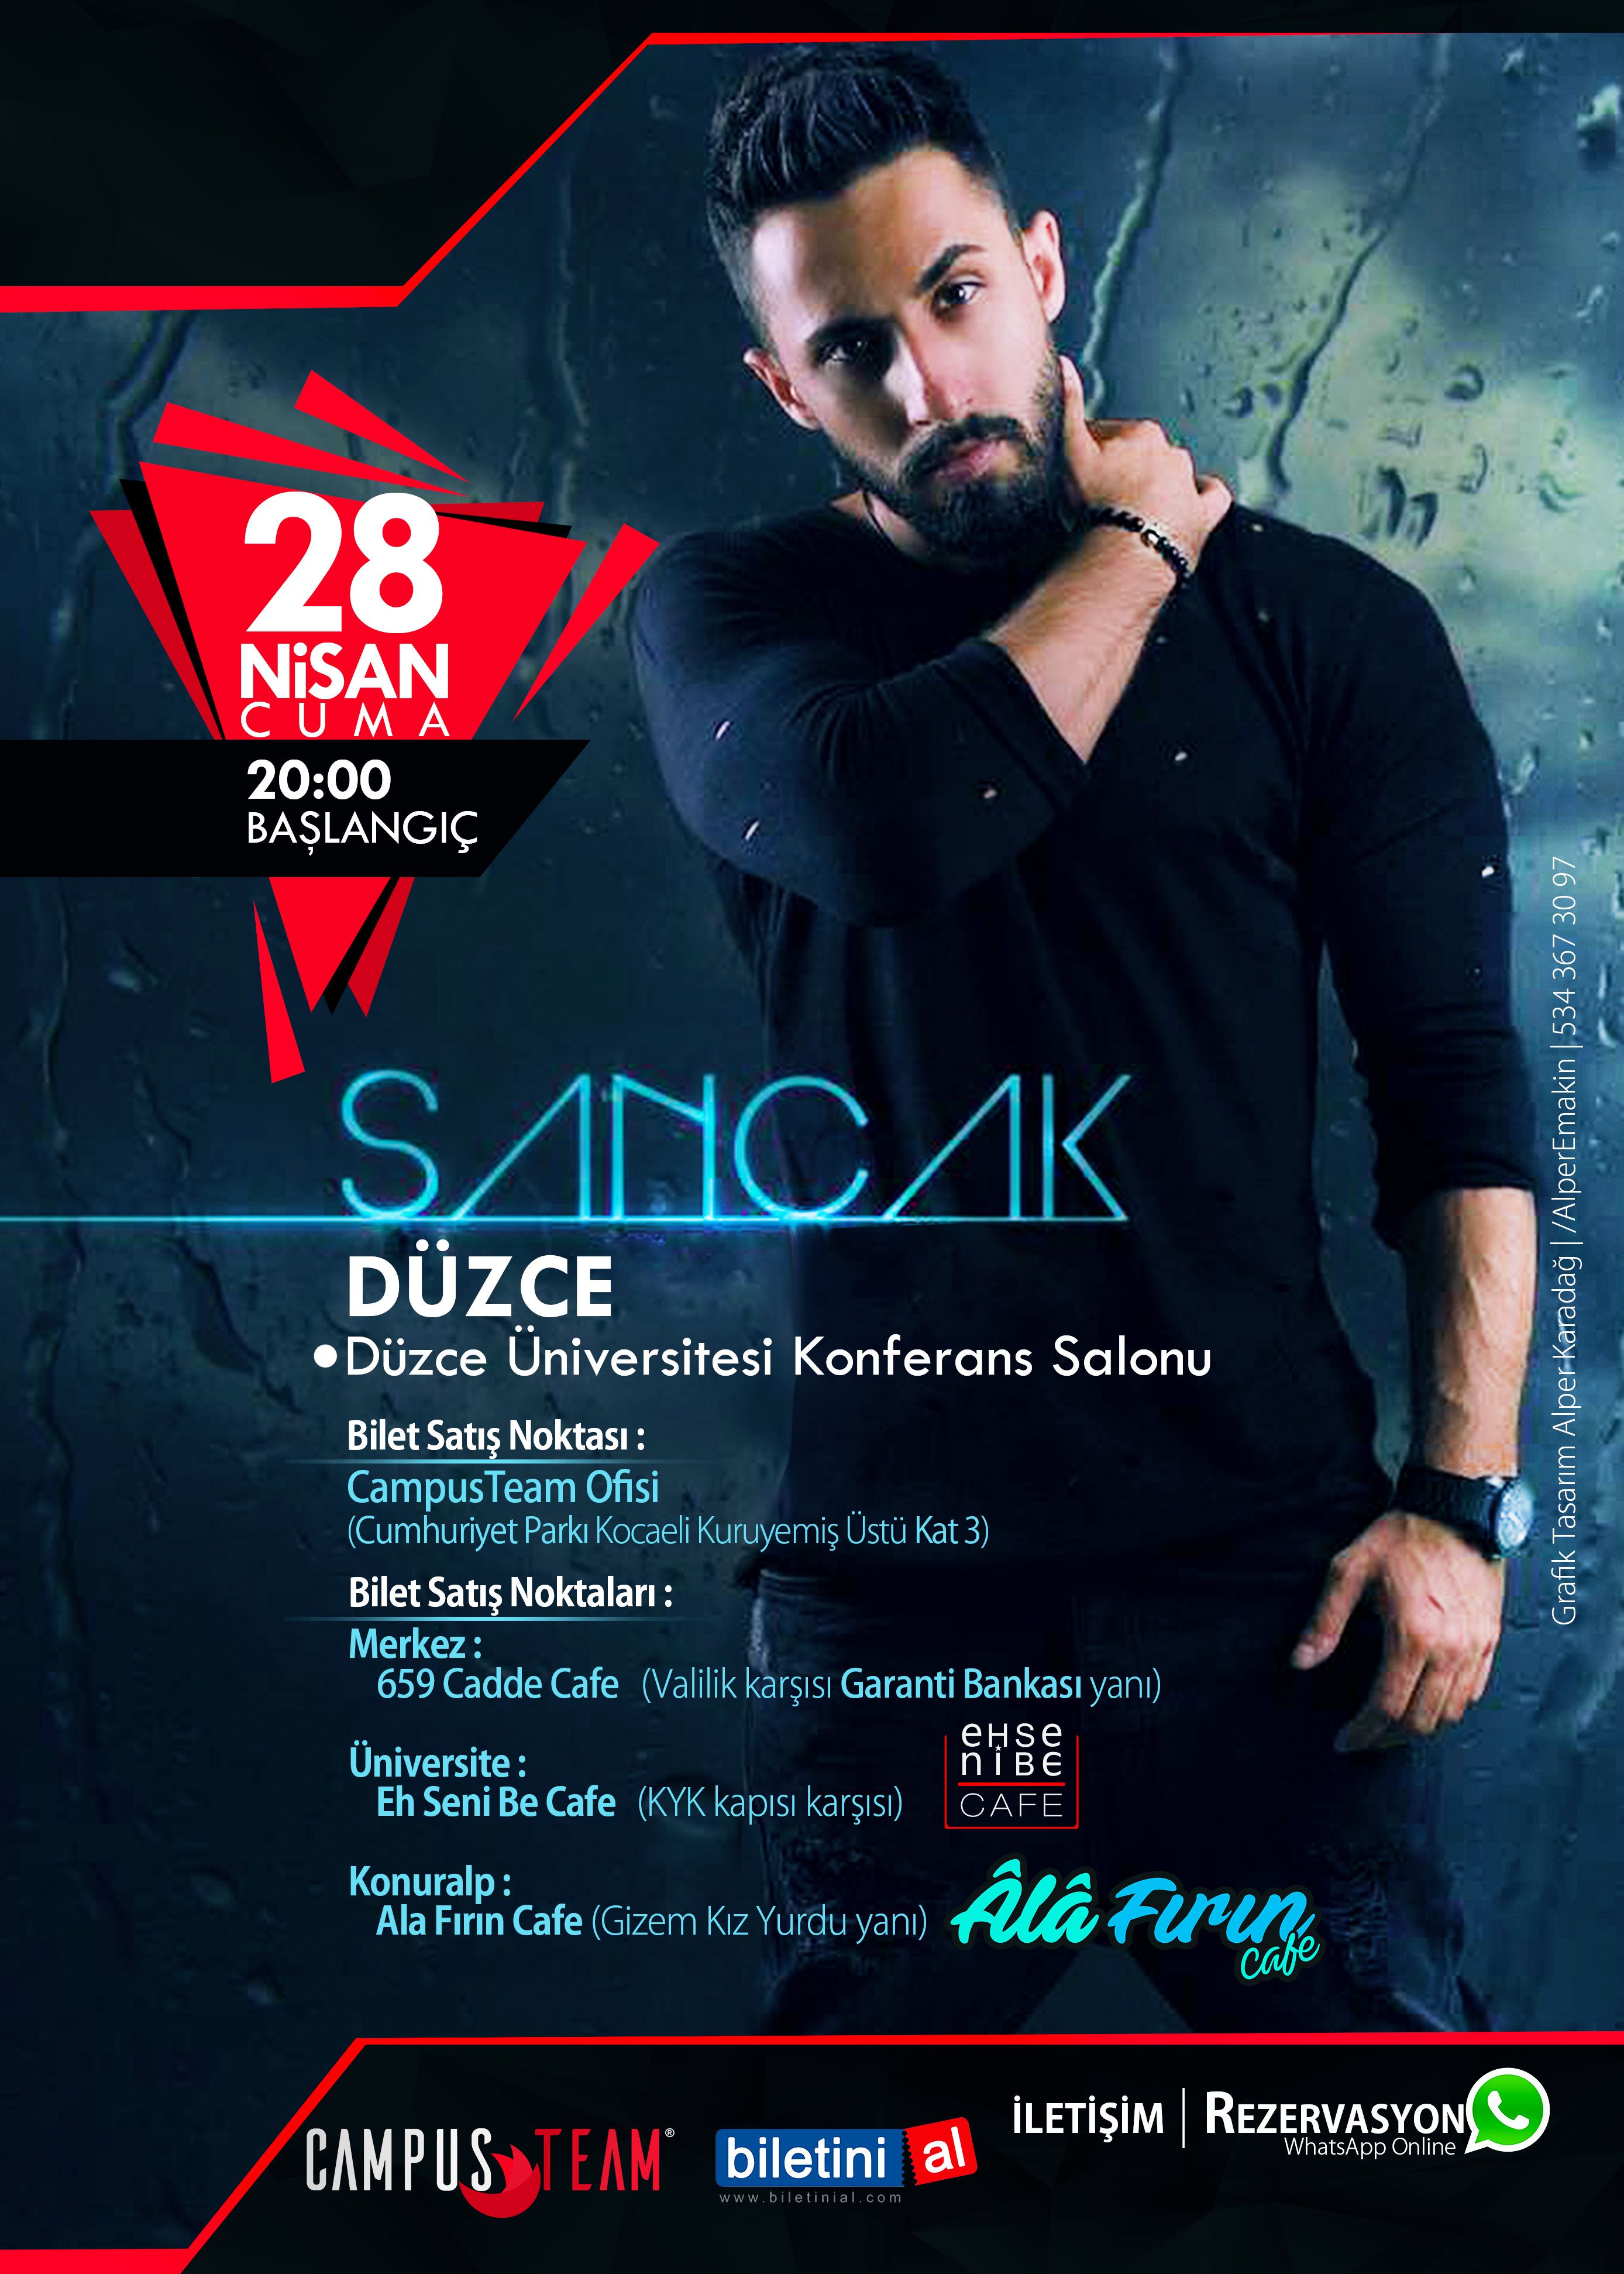 28
NiSAN
CUMA
20:00
BAŞLANGIÇ
SANCAK
DÜZCE
•Düzce Üniversitesi Konferans Salonu
Bilet Satış Noktası :
CampusTeam Ofisi
(Cumhuriyet Parkı Kocaeli Kuruyemiş Üstü Kat 3)
Bilet Satış Noktaları :
Merkez :
659 Cadde Cafe (Valilik karşısı Garanti Bankası yanı)
Üniversite :
Eh Seni Be Cafe (KYK kapısı karşısı)
eHSe
niBe
CAFE
Konuralp :
Ala Fırın Cafe (Gizem Kız Yurdu yanı)
Âlâ Fırın
cafe
Grafik Tasarım Alper Karadağ | /AlperEmakin | 534 367 30 97
CAMPUS TEAM®
biletini al
www.biletinial.com
İLETİŞİM | REZERVASYON
WhatsApp Online